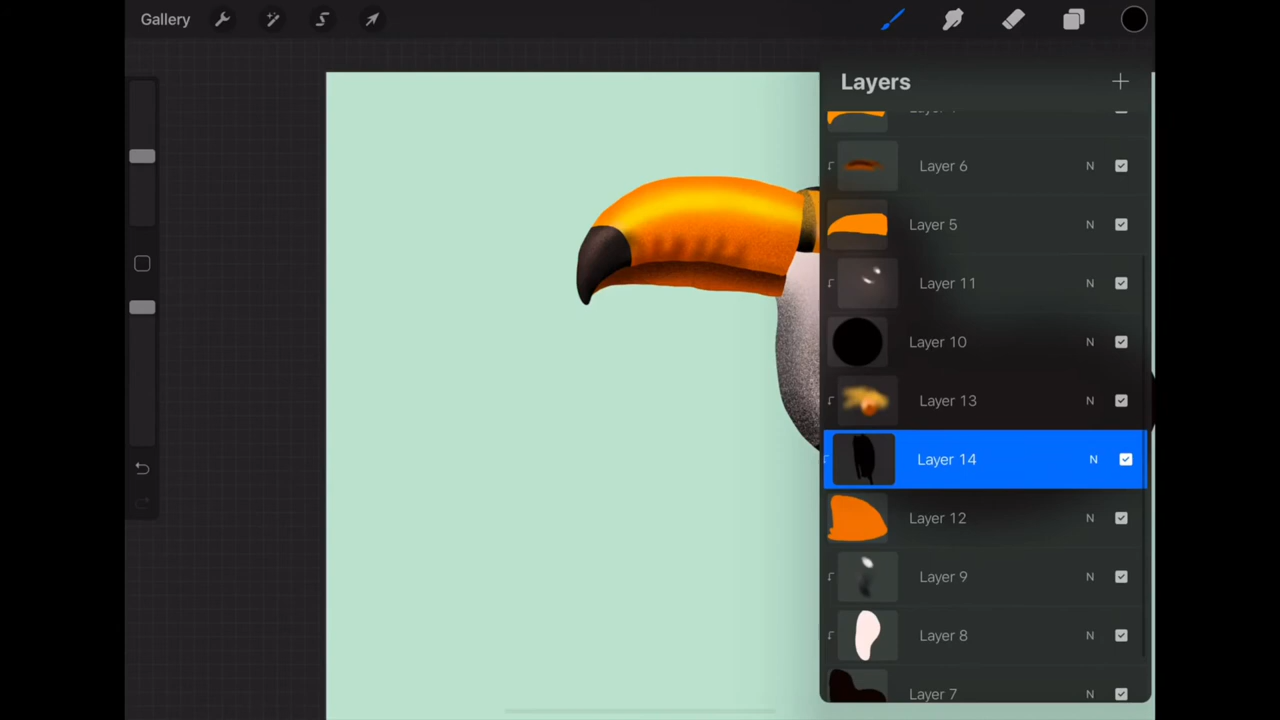 Gallery
Layers
Layer 6 N
Layer 5 N
Layer 11 N
Layer 10 N
Layer 13 N
Layer 14 N
Layer 12 N
Layer 9 N
Layer 8 N
Layer 7 N